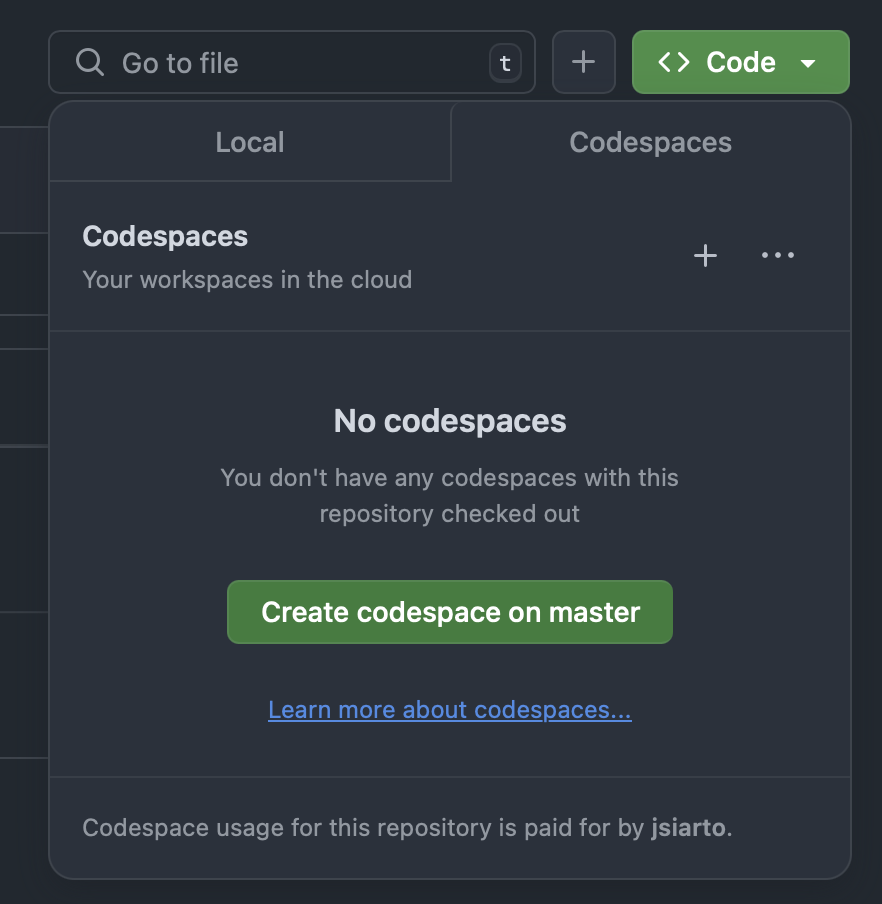 Go to file
t
+
<> Code
Local
Codespaces
Codespaces
Your workspaces in the cloud
+
...
No codespaces
You don't have any codespaces with this
repository checked out
Create codespace on master
Learn more about codespaces...
Codespace usage for this repository is paid for by jsiarto.